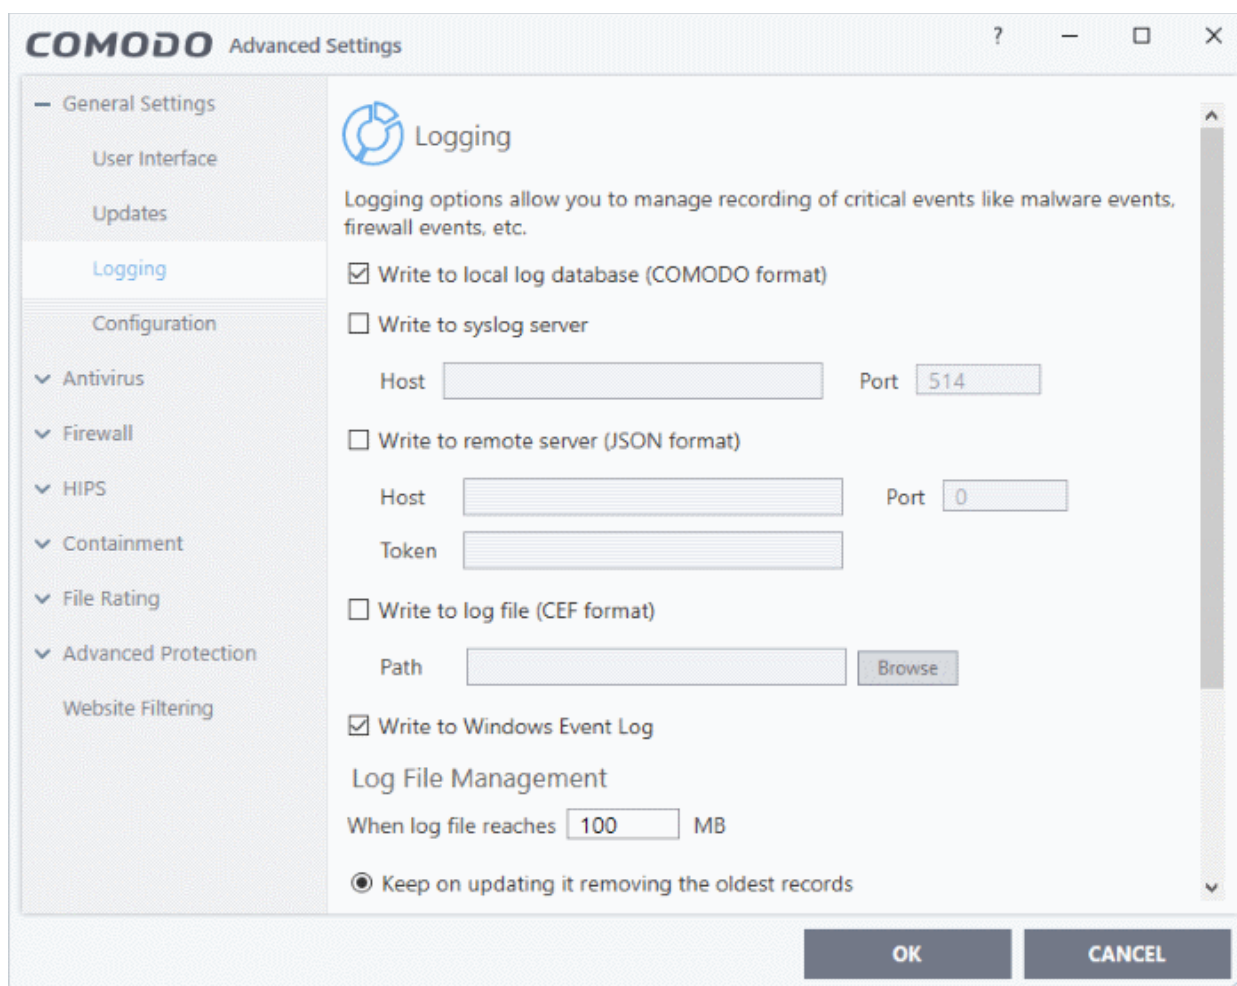 COMODO Advanced Settings ?
General Settings
User Interface
Updates
Logging
Configuration
Antivirus
Firewall
HIPS
Containment
File Rating
Advanced Protection
Website Filtering
Logging
Logging options allow you to manage recording of critical events like malware events,
firewall events, etc.
Write to local log database (COMODO format)
Write to syslog server
Host Port 514
Write to remote server (JSON format)
Host Port 0
Token
Write to log file (CEF format)
Path Browse
Write to Windows Event Log
Log File Management
When log file reaches 100 MB
Keep on updating it removing the oldest records
OK CANCEL